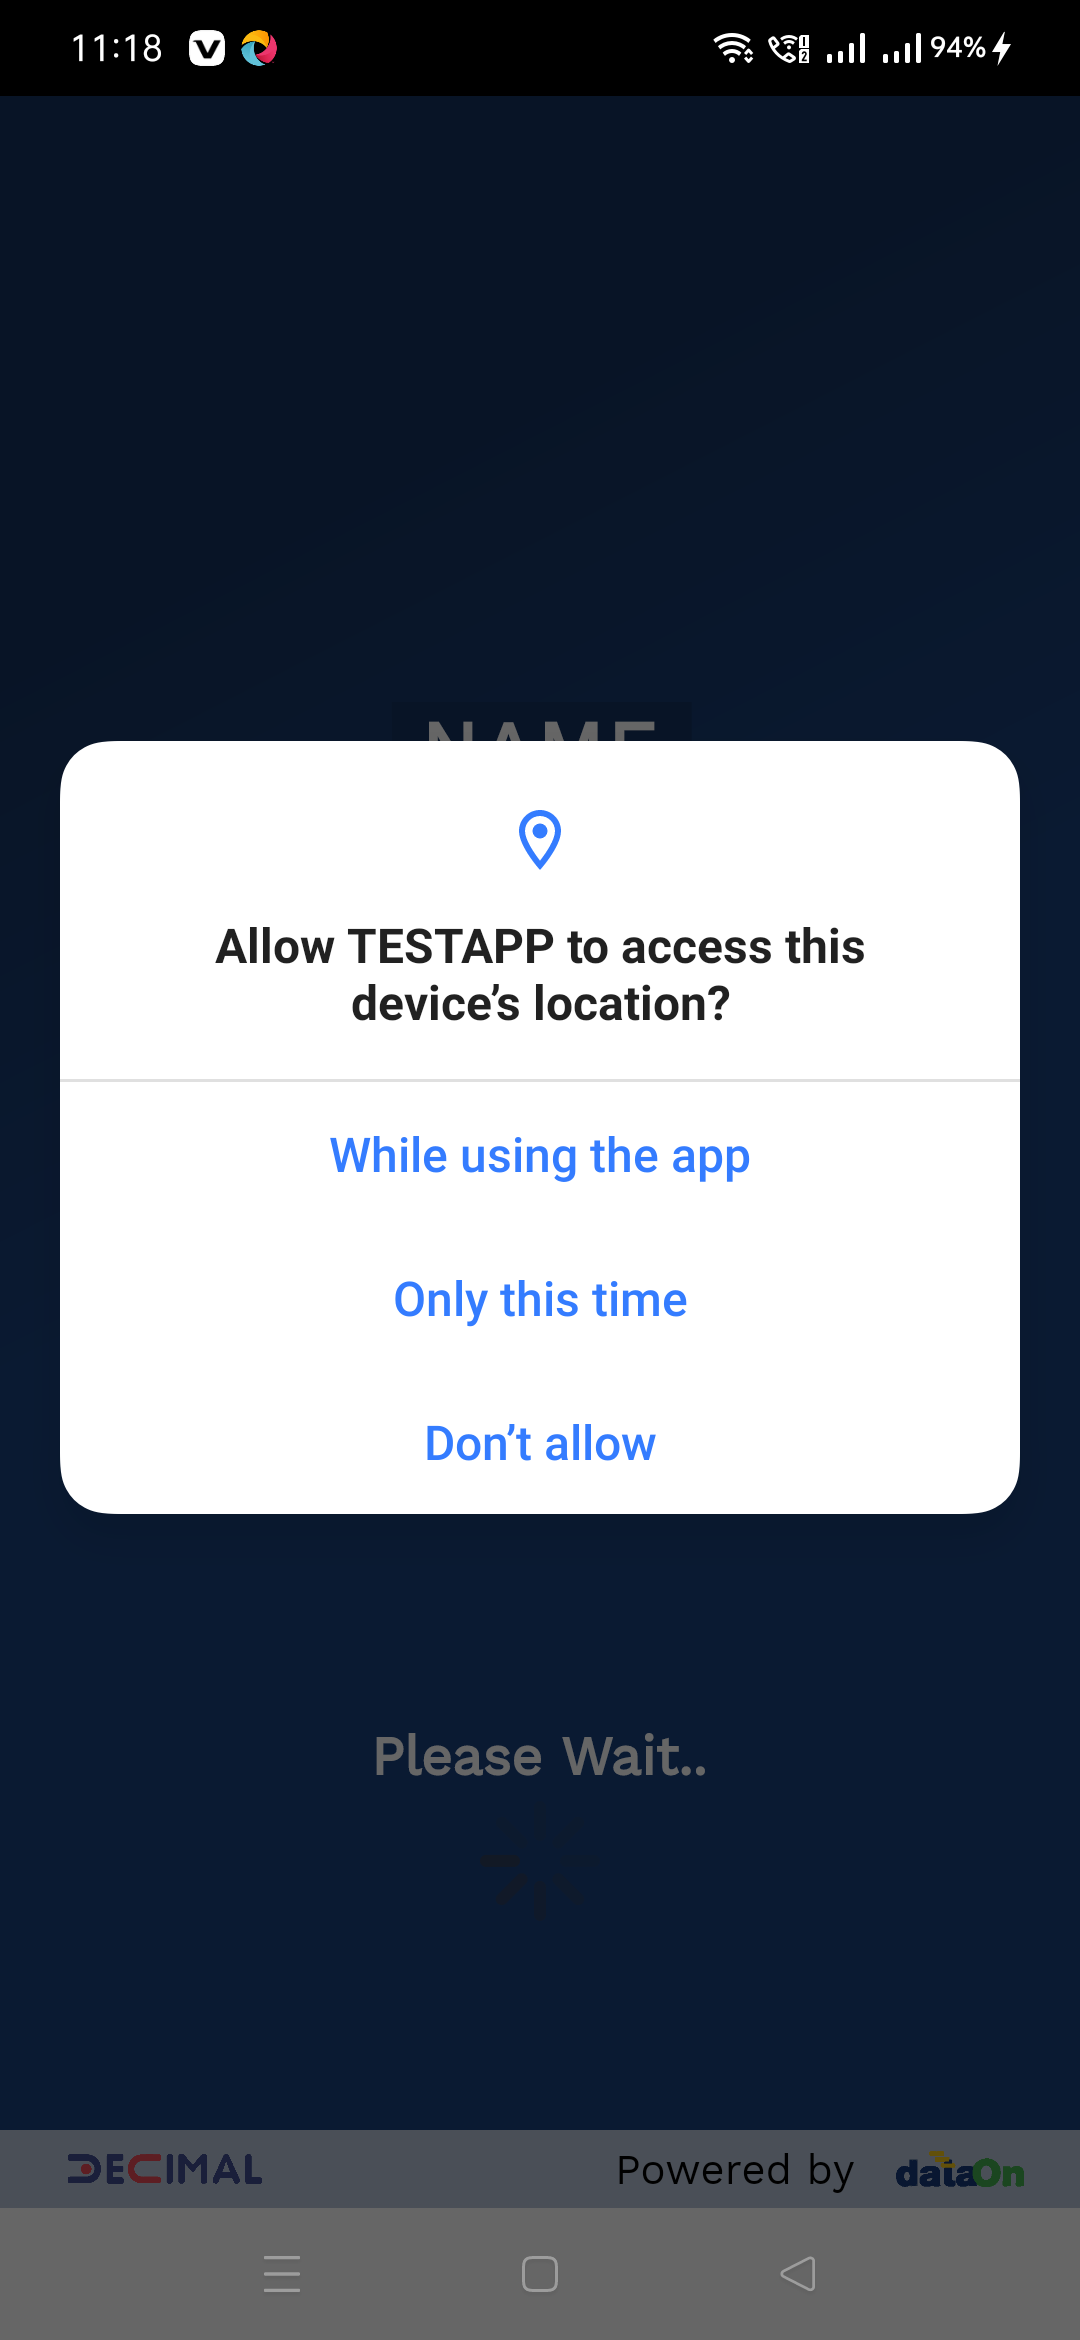 11:18
94%
NAME
Allow TESTAPP to access this
device’s location?
While using the app
Only this time
Don’t allow
Please Wait..
DECIMAL
Powered by dataOn